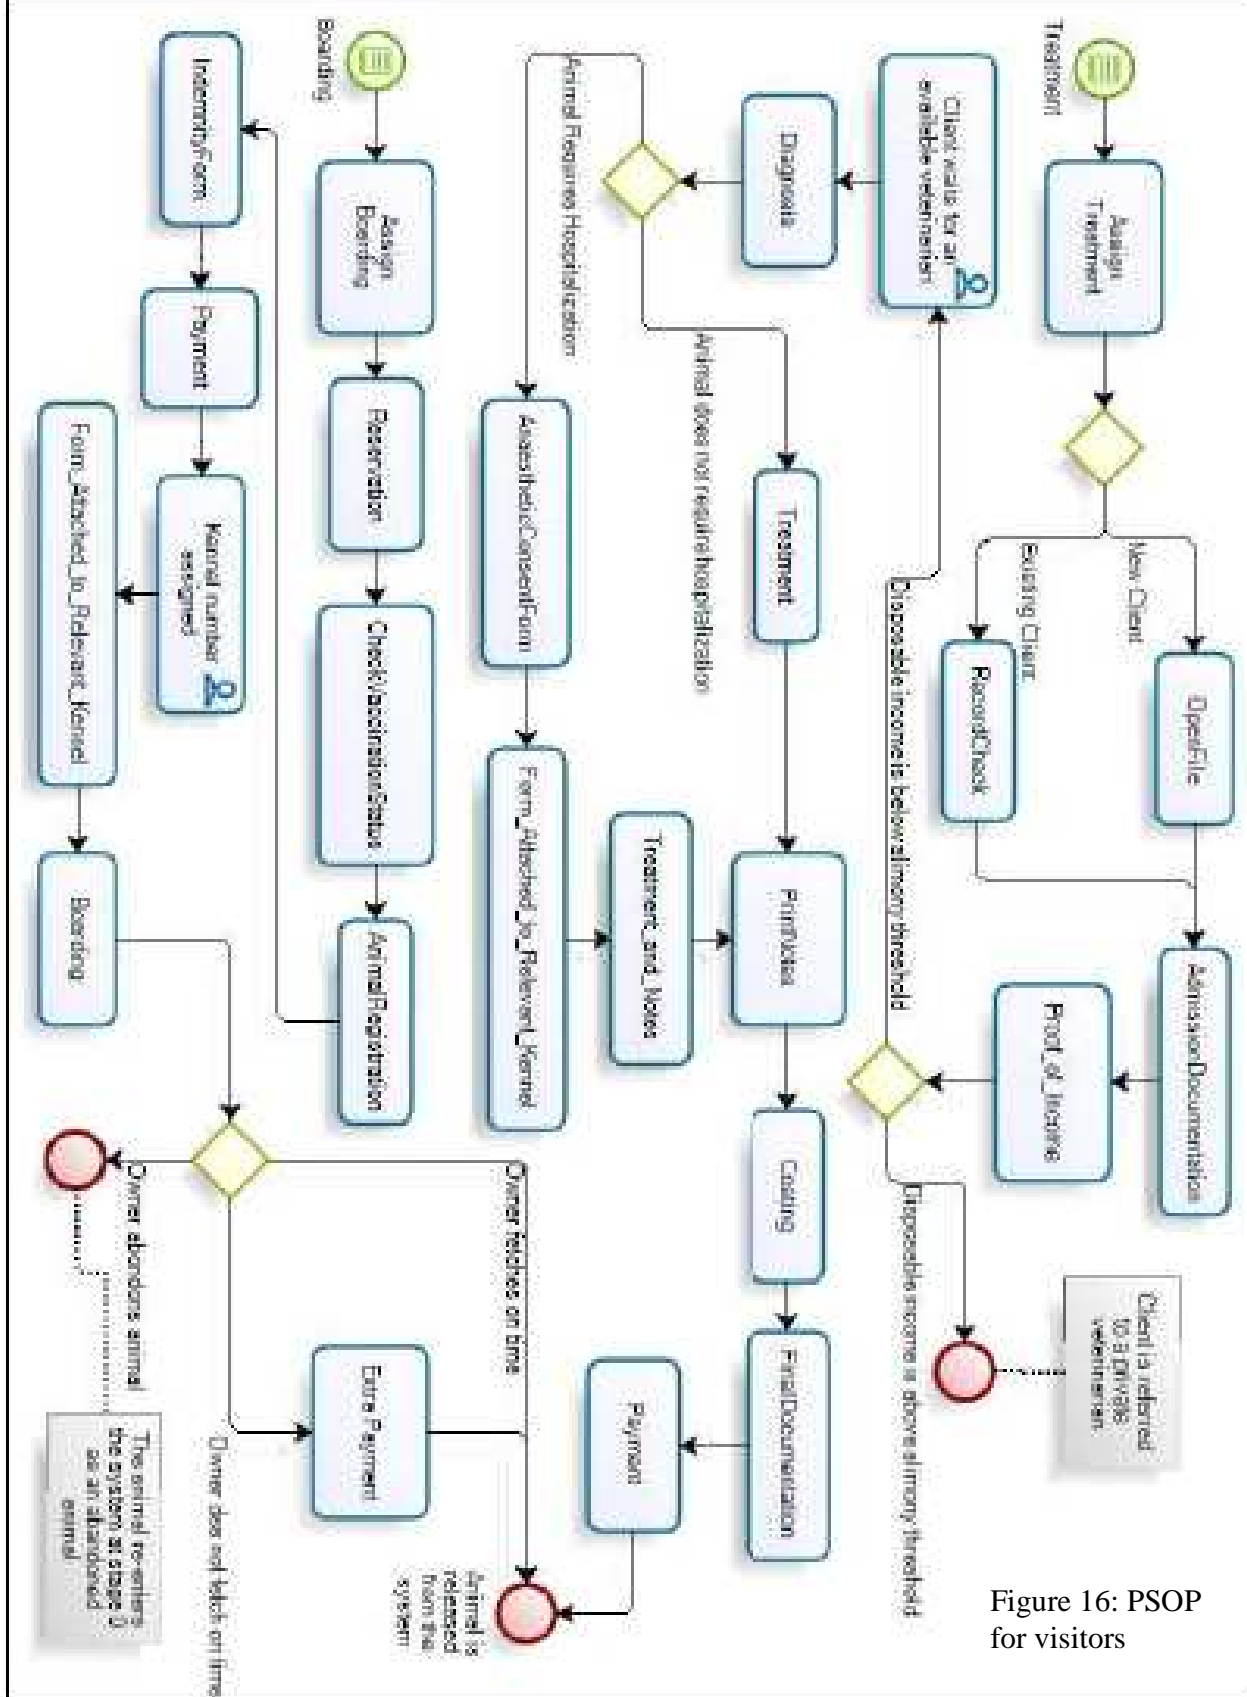 Treatment
Assign
Treatment
New Client
Existing Client
OpenFile
RecordCheck
AdmissionDocumentation
Proof_of_Income
Disposable income is below alimony threshold
Disposable income is above alimony threshold
Client is referred
to a private
veterinarian
Client waits for an
available veterinarian
Diagnosis
Animal Requires Hospitalization
Animal does not require hospitalization
Treatment
AnaestheticConsentForm
Form_Attached_to_Relevant_Kennel
Treatment_and_Notes
PrintNotes
Costing
FinalDocumentation
Payment
Animal is
released
from the
system
Boarding
Assign
Boarding
Reservation
CheckVaccinationStatus
AnimalRegistration
IndemnityForm
Payment
Kennel number
assigned
Form_Attached_to_Relevant_Kennel
Boarding
Owner fetches on time
Owner abandons animal
Owner does not fetch on time
Extra Payment
The animal re-enters
the system at stage 0
as an abandoned
animal
Figure 16: PSOP
for visitors